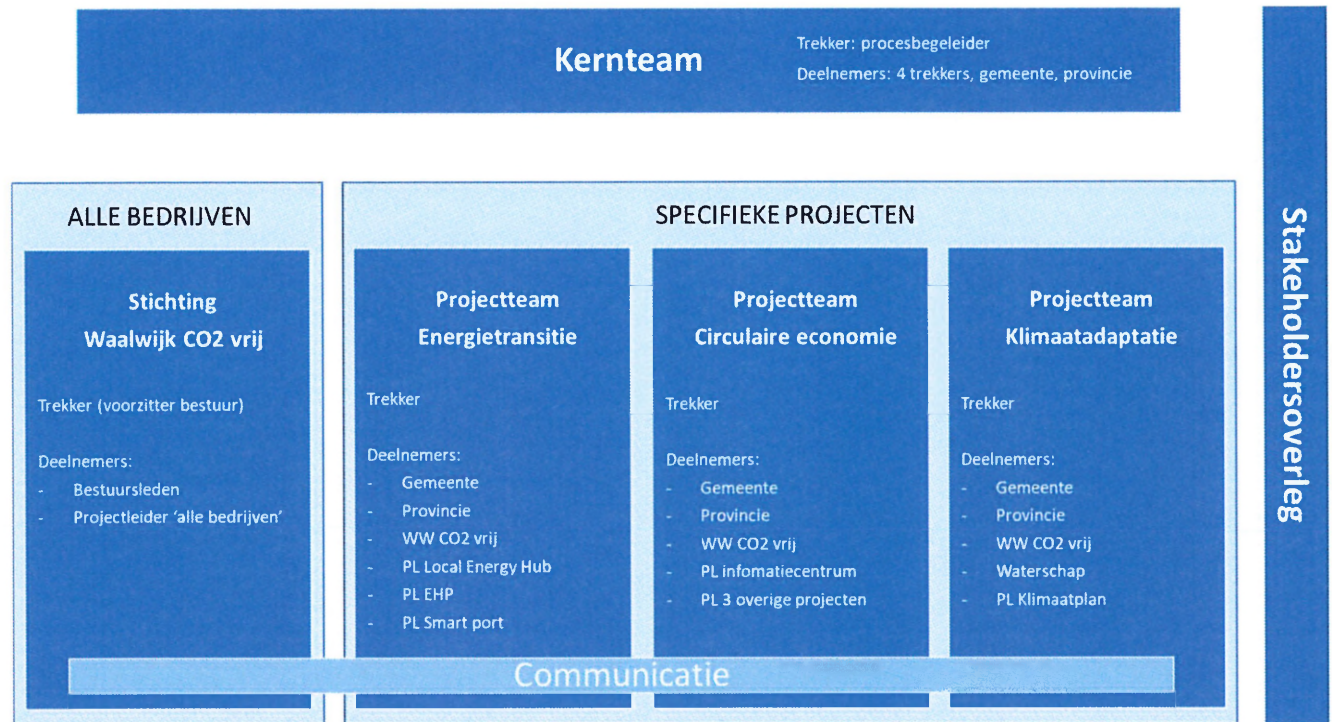 Kernteam
Trekker: procesbegeleider
Deelnemers: 4 trekkers, gemeente, provincie
ALLE BEDRIJVEN
Stichting
Waalwijk CO2 vrij
Trekker (voorzitter bestuur)
Deelnemers:
- Bestuursleden
- Projectleider ‘alle bedrijven’
SPECIFIEKE PROJECTEN
Projectteam
Energietransitie
Trekker
Deelnemers:
- Gemeente
- Provincie
- WW CO2 vrij
- PL Local Energy Hub
- PL EHP
- PL Smart port
Projectteam
Circulaire economie
Trekker
Deelnemers:
- Gemeente
- Provincie
- WW CO2 vrij
- PL infomatiecentrum
- PL 3 overige projecten
Projectteam
Klimaatadaptatie
Trekker
Deelnemers:
- Gemeente
- Provincie
- WW CO2 vrij
- Waterschap
- PL Klimaatplan
Communicatie
Stakeholdersoverleg